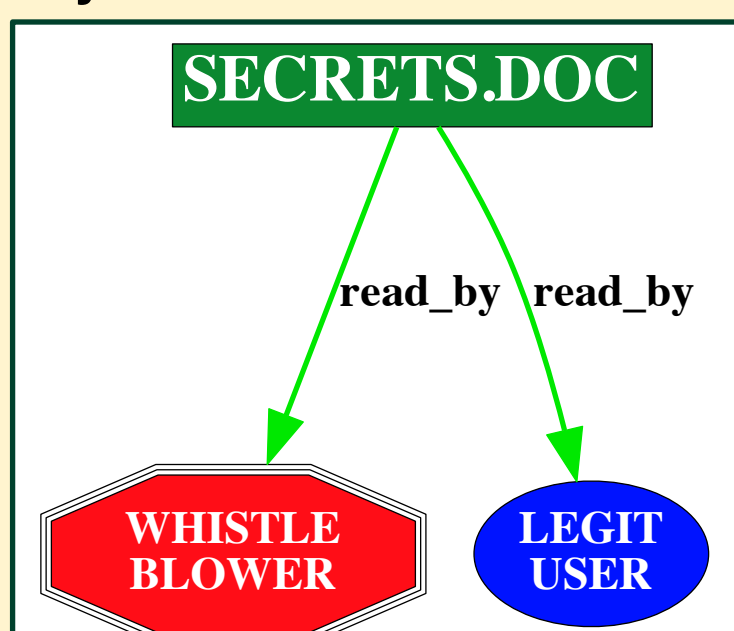 SECRETS.DOC
read_by read_by
WHISTLE
BLOWER
LEGIT
USER